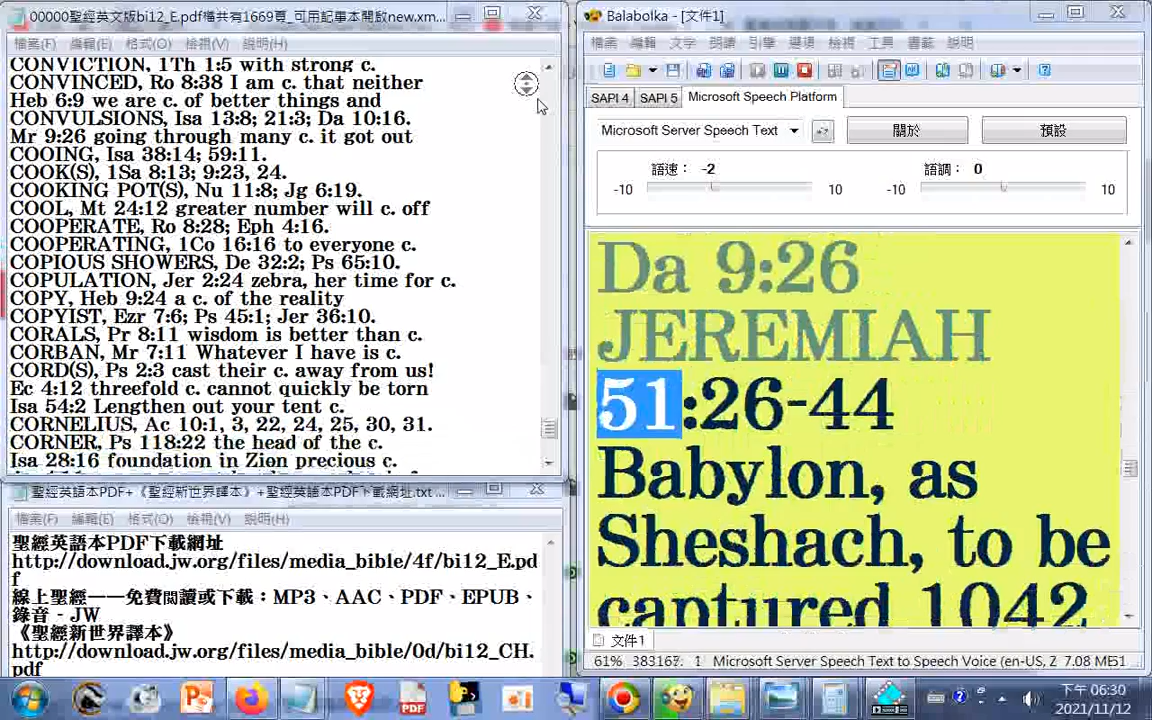 00000聖經英文版bi12_E.pdf檔共有1669頁_可用記事本開啟new.xm...
檔案(F) 編輯(E) 格式(O) 檢視(V) 說明(H)
CONVICTION, 1Th 1:5 with strong c.
CONVINCED, Ro 8:38 I am c. that neither
Heb 6:9 we are c. of better things and
CONVULSIONS, Isa 13:8; 21:3; Da 10:16.
Mr 9:26 going through many c. it got out
COOING, Isa 38:14; 59:11.
COOK(S), 1Sa 8:13; 9:23, 24.
COOKING POT(S), Nu 11:8; Jg 6:19.
COOL, Mt 24:12 greater number will c. off
COOPERATE, Ro 8:28; Eph 4:16.
COOPERATING, 1Co 16:16 to everyone c.
COPIOUS SHOWERS, De 32:2; Ps 65:10.
COPULATION, Jer 2:24 zebra, her time for c.
COPY, Heb 9:24 a c. of the reality
COPYIST, Ezr 7:6; Ps 45:1; Jer 36:10.
CORALS, Pr 8:11 wisdom is better than c.
CORBAN, Mr 7:11 Whatever I have is c.
CORD(S), Ps 2:3 cast their c. away from us!
Ec 4:12 threefold c. cannot quickly be torn
Isa 54:2 Lengthen out your tent c.
CORNELIUS, Ac 10:1, 3, 22, 24, 25, 30, 31.
CORNER, Ps 118:22 the head of the c.
Isa 28:16 foundation in Zion precious c.
聖經英語本PDF+《聖經新世界譯本》+聖經英語本PDF下載網址.txt ...
檔案(F) 編輯(E) 格式(O) 檢視(V) 說明(H)
聖經英語本PDF下載網址
http://download.jw.org/files/media_bible/4f/bi12_E.pd
f
線上聖經——免費閱讀或下載：MP3、AAC、PDF、EPUB、
錄音 - JW
《聖經新世界譯本》
http://download.jw.org/files/media_bible/0d/bi12_CH.
pdf
Balabolka - [文件1]
檔案 編輯 文字 朗讀 引擎 選項 檢視 工具 書籤 說明
SAPI 4 SAPI 5 Microsoft Speech Platform
Microsoft Server Speech Text 關於 預設
語速： -2 語調： 0
-10 10 -10 10
Da 9:26
JEREMIAH
51:26-44
Babylon, as
Sheshach, to be
captured 1042
文件1
61% 383167: 1 Microsoft Server Speech Text to Speech Voice (en-US, Z 7.08 ME51
PDF
下午 06:30
2021/11/12